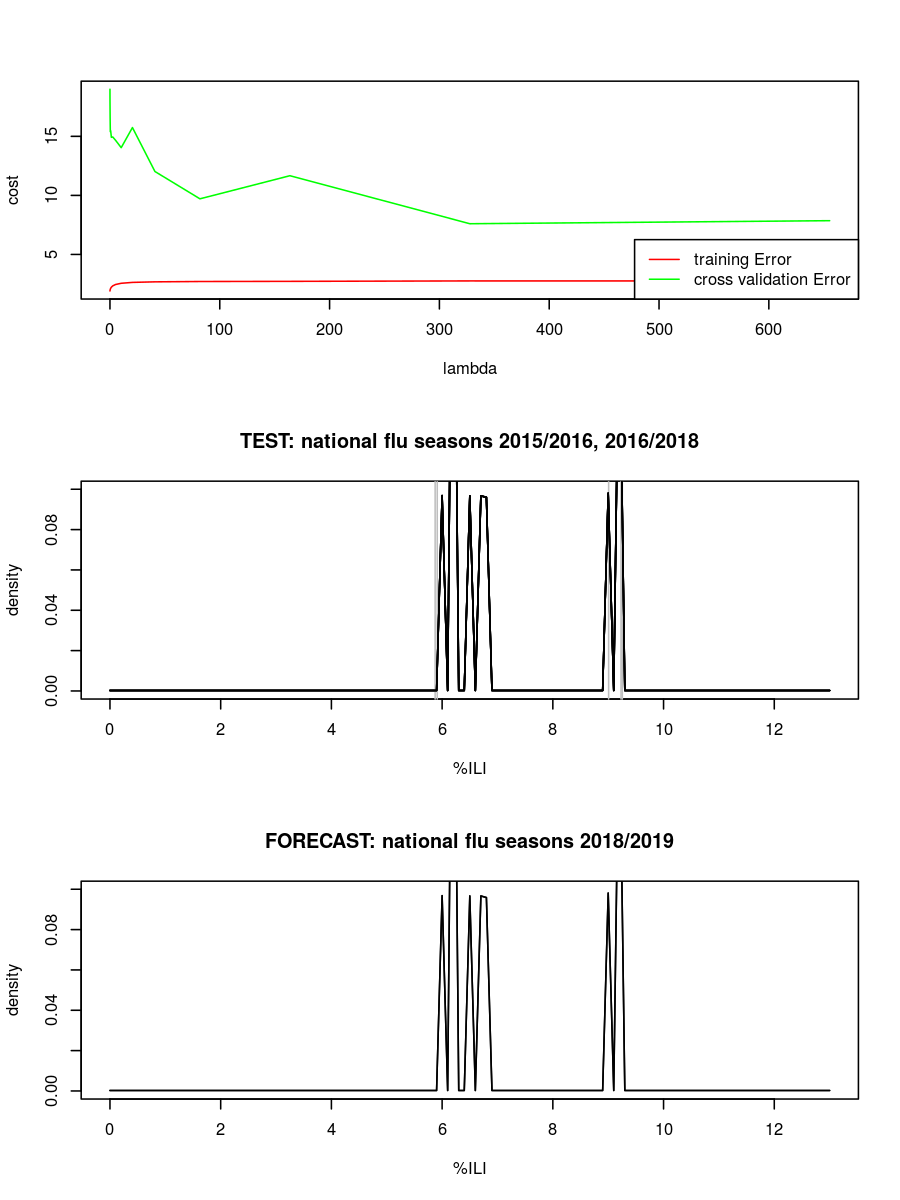 15
10
5
cost
training Error
cross validation Error
0 100 200 300 400 500 600
lambda
TEST: national flu seasons 2015/2016, 2016/2018
0.08
0.04
0.00
density
0 2 4 6 8 10 12
%ILI
FORECAST: national flu seasons 2018/2019
0.08
0.04
0.00
density
0 2 4 6 8 10 12
%ILI